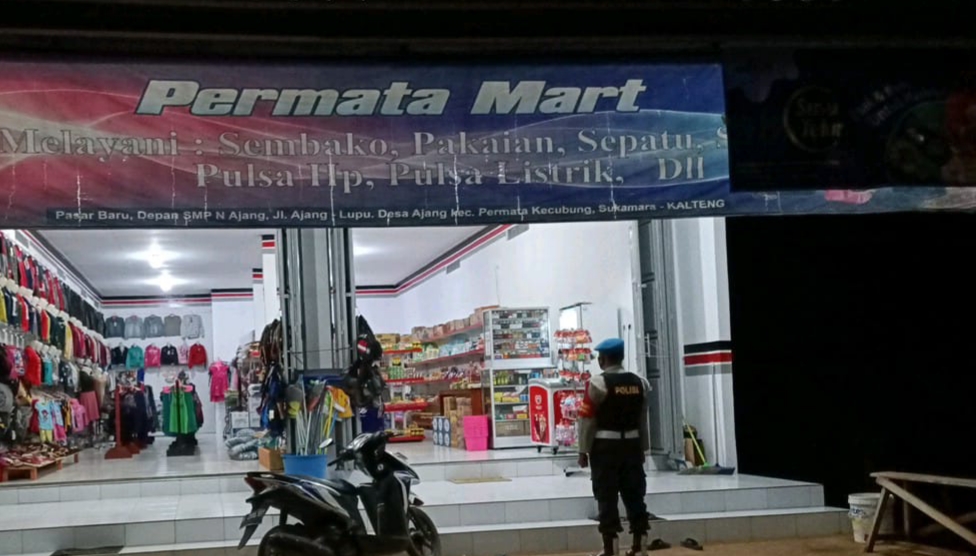 Permata Mart
Melayani : Sembako, Pakaian, Sepatu, S
Pulsa Hp, Pulsa Listrik, Dll
Pasar Baru, Depan SMP N Ajang, Jl. Ajang - Lupu. Desa Ajang kec. Permata Kecubung, Sukamara - KALTENG
POLISI